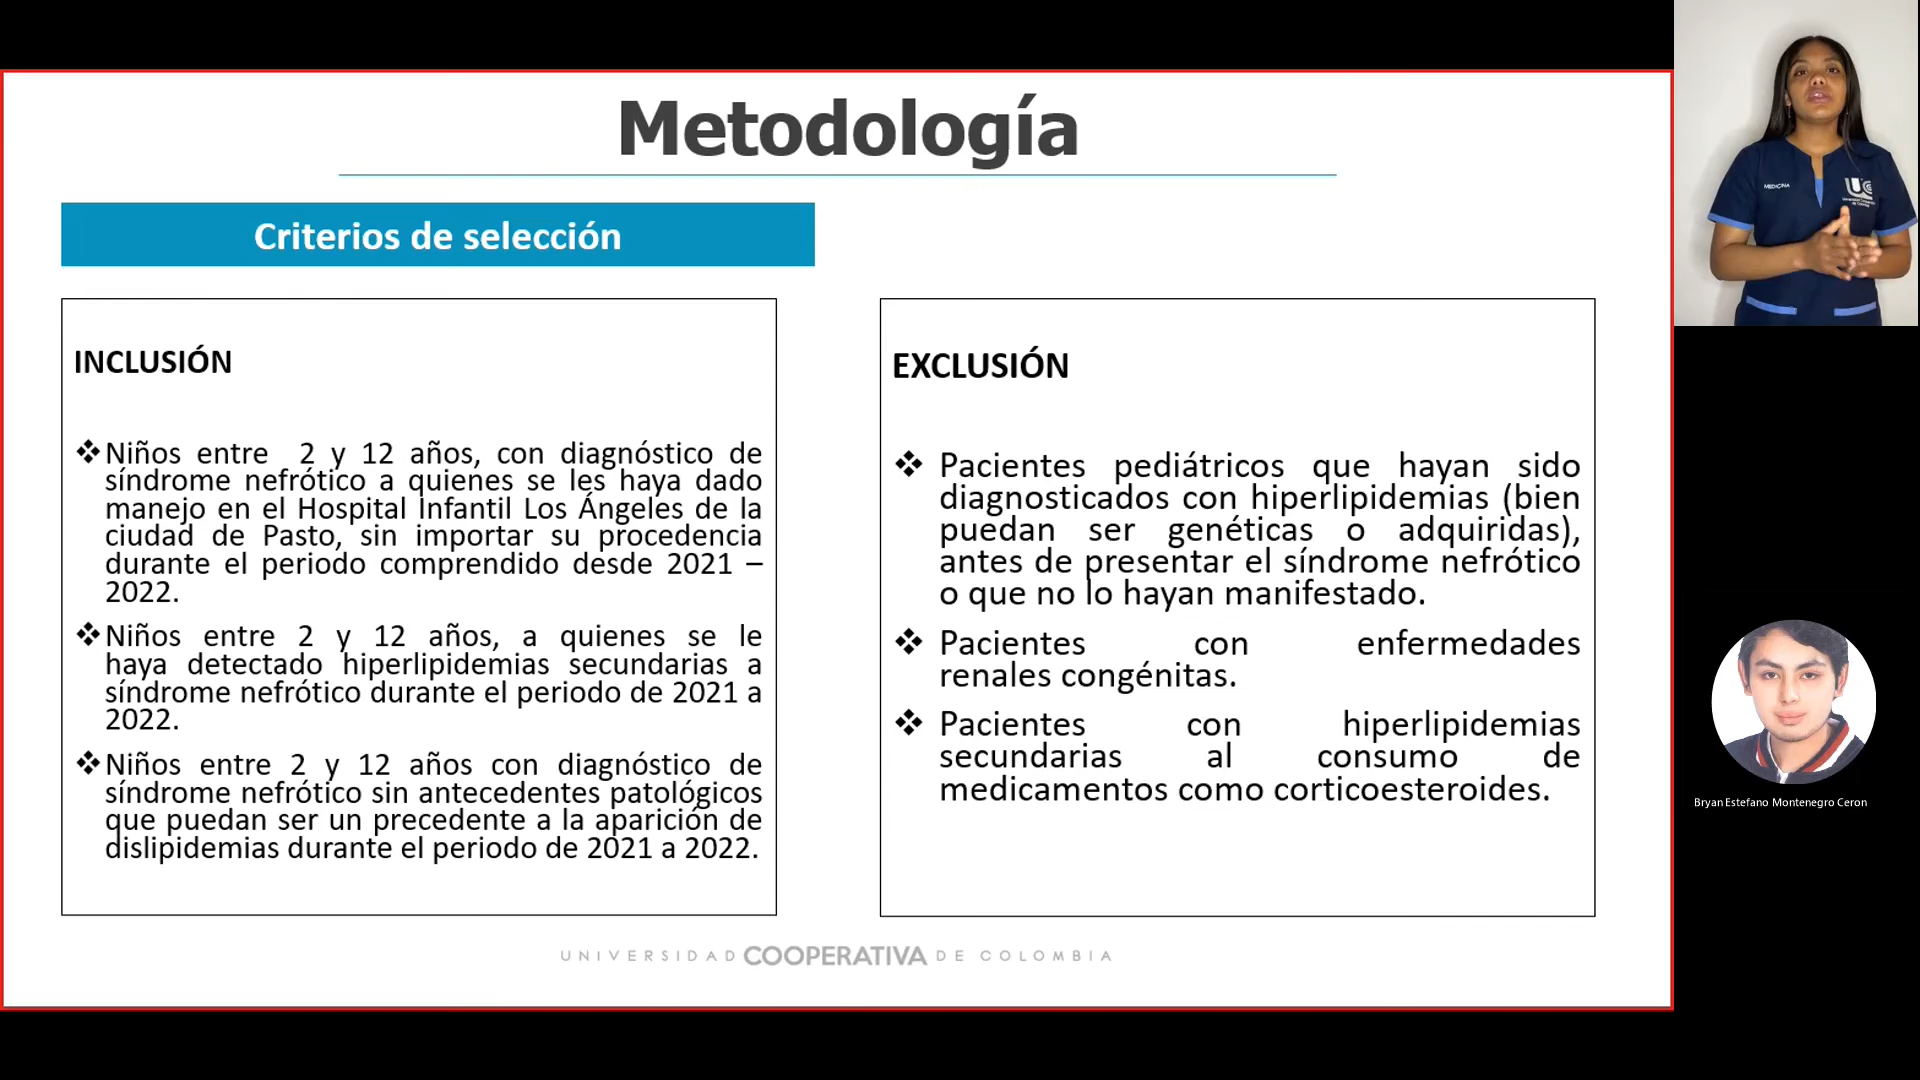 Metodología
Criterios de selección
INCLUSIÓN
❖Niños entre 2 y 12 años, con diagnóstico de
síndrome nefrótico a quienes se les haya dado
manejo en el Hospital Infantil Los Ángeles de la
ciudad de Pasto, sin importar su procedencia
durante el periodo comprendido desde 2021 –
2022.
❖Niños entre 2 y 12 años, a quienes se le
haya detectado hiperlipidemias secundarias a
síndrome nefrótico durante el periodo de 2021 a
2022.
❖Niños entre 2 y 12 años con diagnóstico de
síndrome nefrótico sin antecedentes patológicos
que puedan ser un precedente a la aparición de
dislipidemias durante el periodo de 2021 a 2022.
EXCLUSIÓN
❖ Pacientes pediátricos que hayan sido
diagnosticados con hiperlipidemias (bien
puedan ser genéticas o adquiridas),
antes de presentar el síndrome nefrótico
o que no lo hayan manifestado.
❖ Pacientes con enfermedades
renales congénitas.
❖ Pacientes con hiperlipidemias
secundarias al consumo de
medicamentos como corticoesteroides.
UNIVERSIDAD COOPERATIVA DE COLOMBIA
MEDICINA
Bryan Estefano Montenegro Ceron